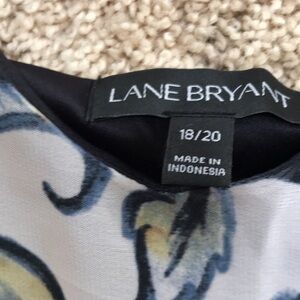 LANE BRYANT
18/20
MADE IN
INDONESIA